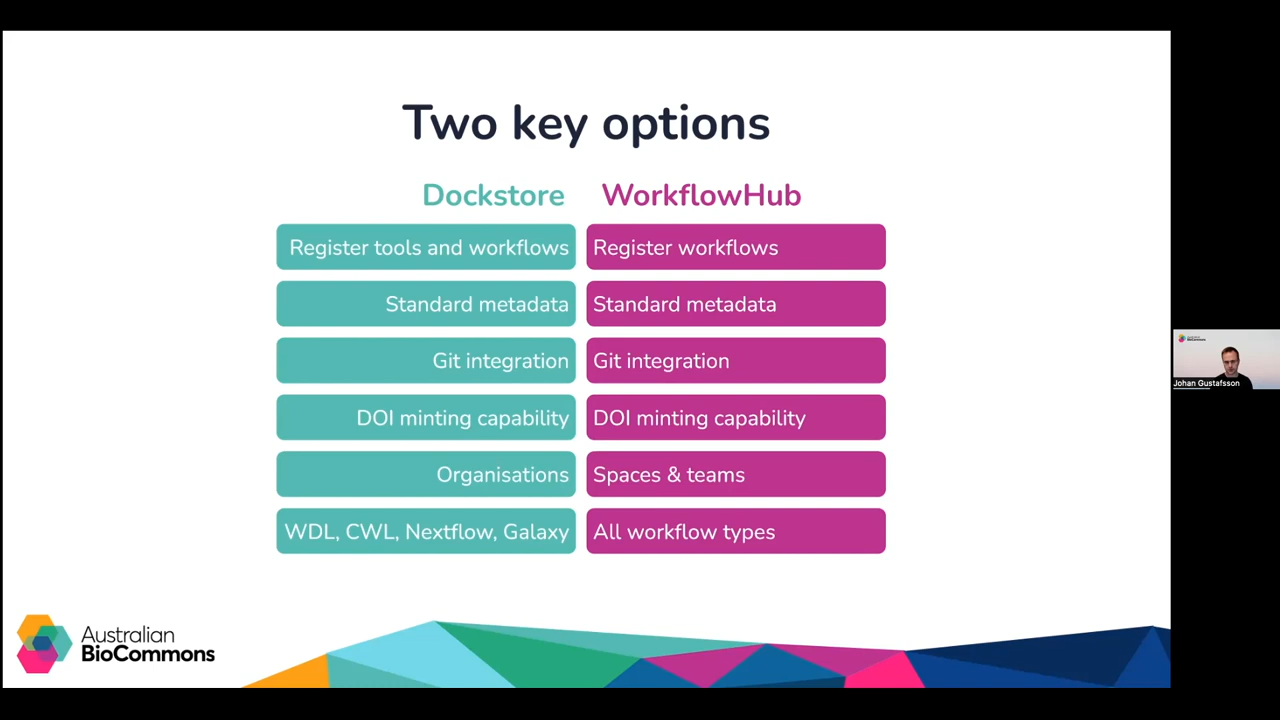 Two key options
Dockstore WorkflowHub
Register tools and workflows Register workflows
Standard metadata Standard metadata
Git integration Git integration
DOI minting capability DOI minting capability
Organisations Spaces & teams
WDL, CWL, Nextflow, Galaxy All workflow types
Australian
BioCommons
Johan Gustafsson